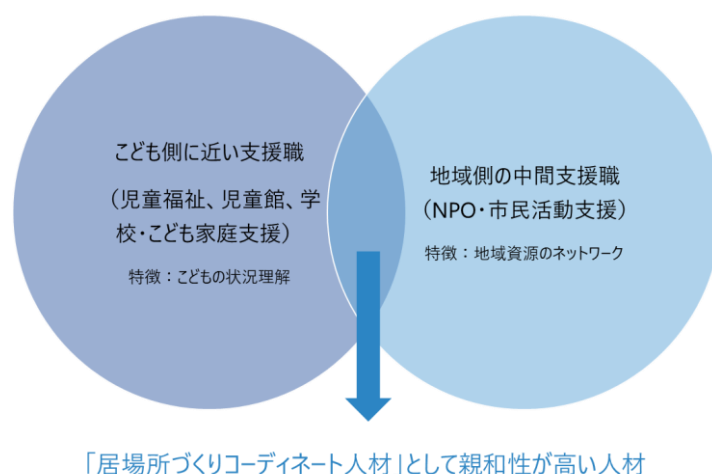 こども側に近い支援職
（児童福祉、児童館、学
校・こども家庭支援）
特徴：こどもの状況理解
地域側の中間支援職
（NPO・市民活動支援）
特徴：地域資源のネットワーク
「居場所づくりコーディネート人材」として親和性が高い人材